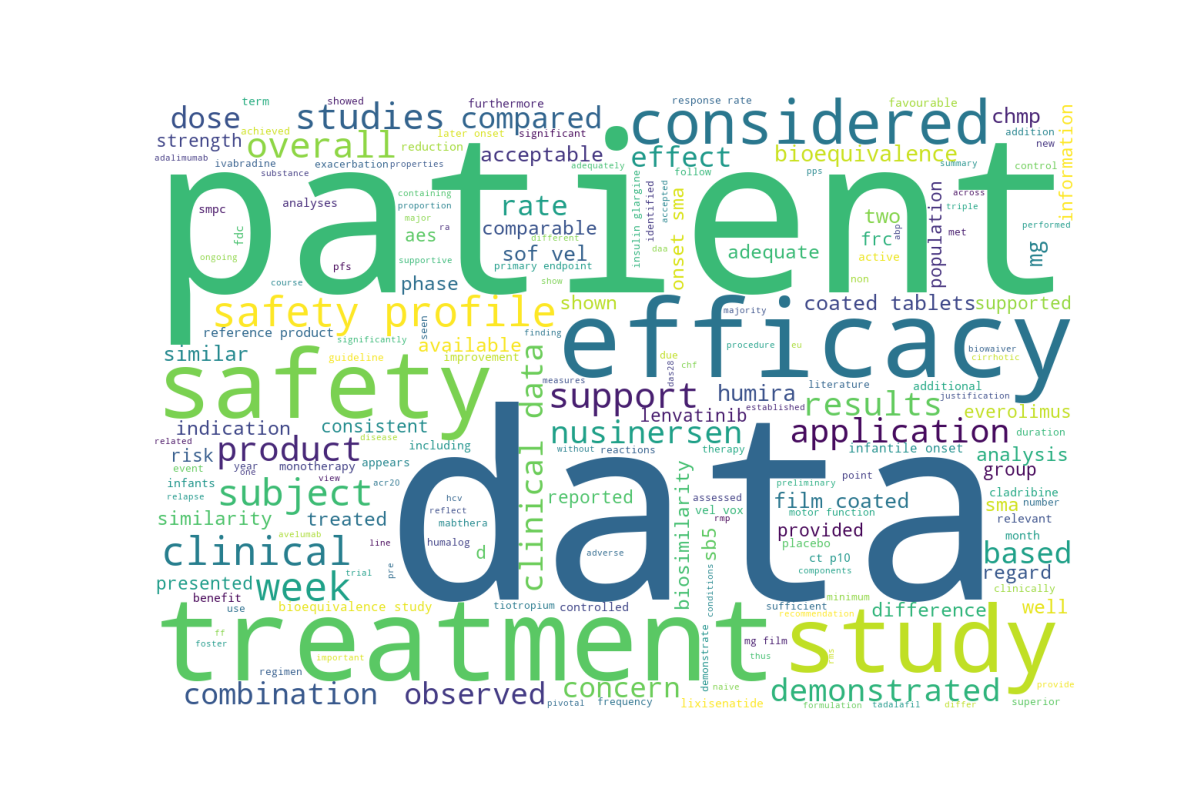 term
showed
furthermore
response rate
favourable
dose
studies
compared
considered
chmp
achieved
later onset
significant
addition
information
strength
overall
reduction
acceptable
effect
adequately
bioequivalence
new
adalimumab
ivabradine
exacerbation
properties
follow
pps
summary
control
substance
patient
containing
insulin glargine
identified
accepted
onset sma
population
across
smpc
analyses
proportion
rate
two
triple
major
ra
comparable
abp
met
performed
fdc
aes
different
frc
mg
ongoing
supportive
sof vel
daa
adequate
active
pfs
primary endpoint
non
course
phase
show
safety profile
shown
efficacy
majority
coated tablets
supported
reference product
seen
significantly
available
finding
due
procedure
eu
biowaiver
similar
guideline
improvement
chf
das28
cirrhotic
safety
clinical data
measures
support
humira
literature
additional
justification
lenvatinib
established
results
everolimus
indication
consistent
nusinersen
application
duration
related
disease
including
without
reactions
therapy
infantile onset
analysis
risk
product
year
monotherapy
appears
point
group
event
one
view
infants
acr20
data
preliminary
cladribine
relapse
subject
hcv
reported
biosimilarity
assessed
film coated
sma
number
reflect
vel vox
motor function
similarity
treated
mabthera
rmp
provided
relevant
avelumab
line
humalog
d
adverse
sb5
placebo
month
clinical
ct p10
based
trial
pre
conditions
components
regard
presented
week
clinically
benefit
minimum
use
bioequivalence study
tiotropium
controlled
sufficient
difference
well
ff
recommendation
foster
treatment
demonstrate
mg film
study
important
thus
rms
regimen
combination
observed
concern
naive
demonstrated
provide
pivotal
frequency
lixisenatide
formulation
tadalafil
differ
superior